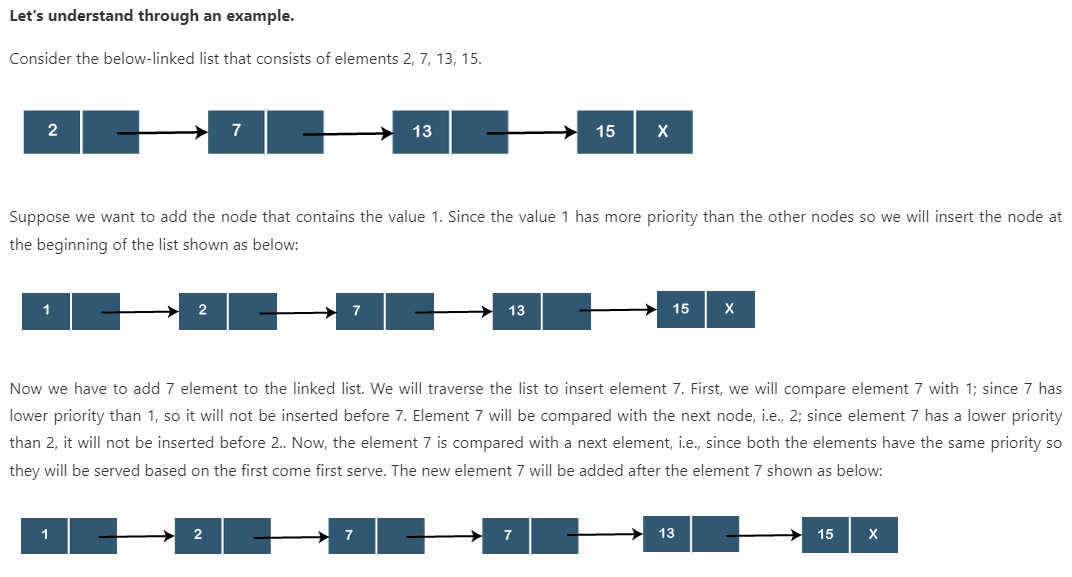 Let's understand through an example.
Consider the below-linked list that consists of elements 2, 7, 13, 15.
2 7 13 15 X
Suppose we want to add the node that contains the value 1. Since the value 1 has more priority than the other nodes so we will insert the node at
the beginning of the list shown as below:
1 2 7 13 15 X
Now we have to add 7 element to the linked list. We will traverse the list to insert element 7. First, we will compare element 7 with 1; since 7 has
lower priority than 1, so it will not be inserted before 7. Element 7 will be compared with the next node, i.e., 2; since element 7 has a lower priority
than 2, it will not be inserted before 2.. Now, the element 7 is compared with a next element, i.e., since both the elements have the same priority so
they will be served based on the first come first serve. The new element 7 will be added after the element 7 shown as below:
1 2 7 7 13 15 X